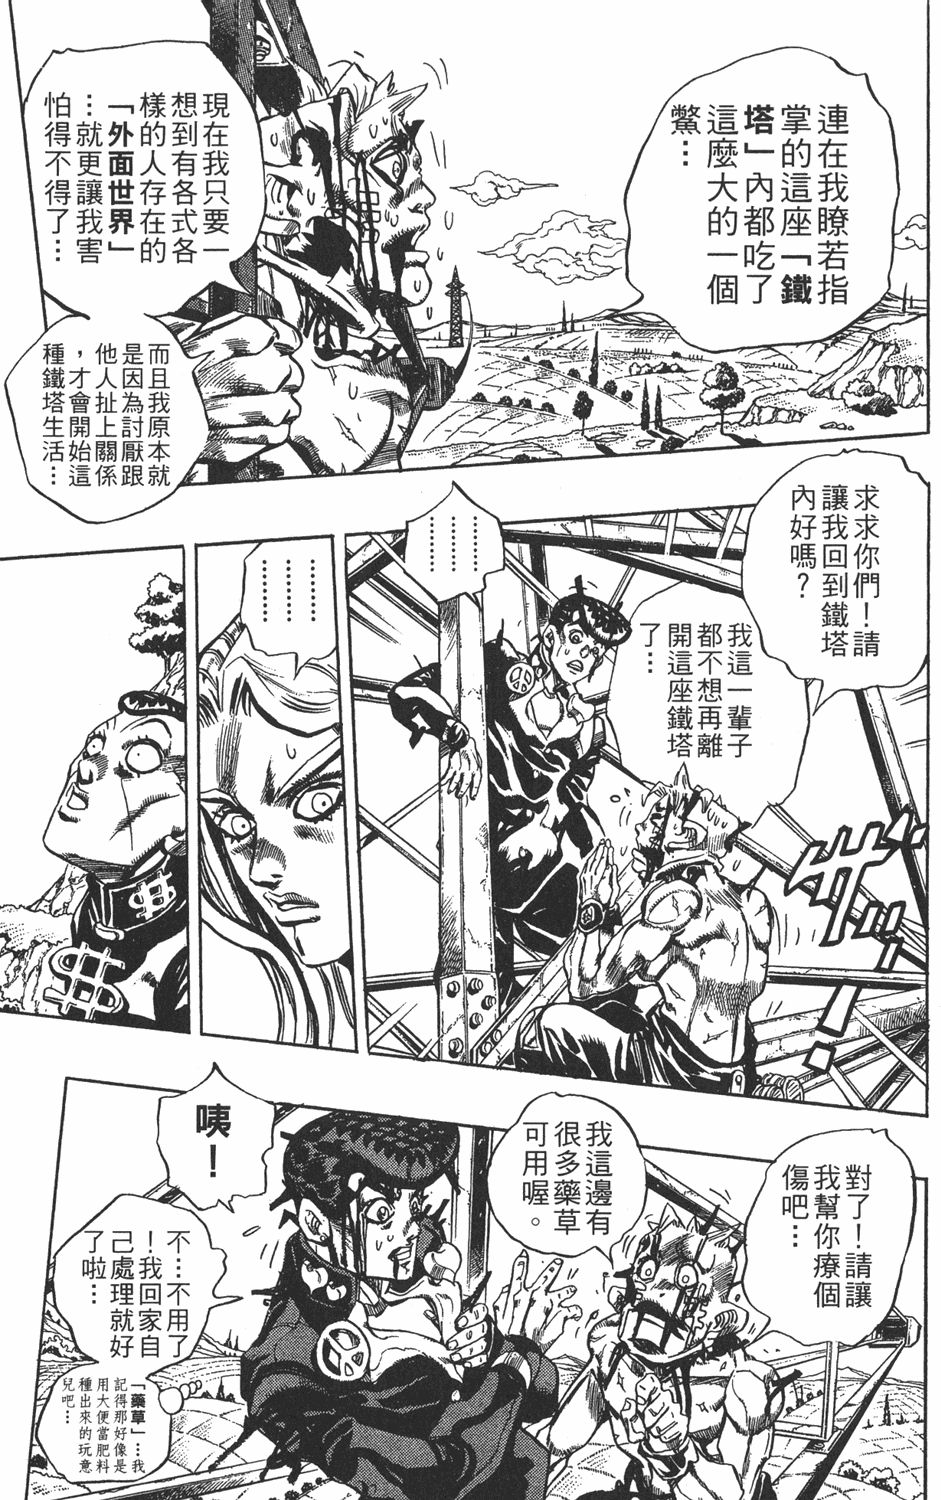 連在我瞭若指
掌的這座「鐵
塔」內都吃了
這麼大的一個
鱉…
現在我只要一
想到有各式各
樣的人存在的
「外面世界」
…就更讓我害
怕得不得了…
而且我原本就
是因為討厭跟
他人扯上關係
，才會開始這
種鐵塔生活…
求求你們！請
讓我回到鐵塔
內好嗎？
我這一輩子
都不想再離
開這座鐵塔
了…
………
………
………
………
ザザッ！
對了！請讓
我幫你療個
傷吧…
我這邊有
很多藥草
可用喔。
咦！
不…不用了
！我回家自
己處理就好
了啦…
「藥草」…我
記得那好像是
用大便當肥料
種出來的玩意
兒吧…